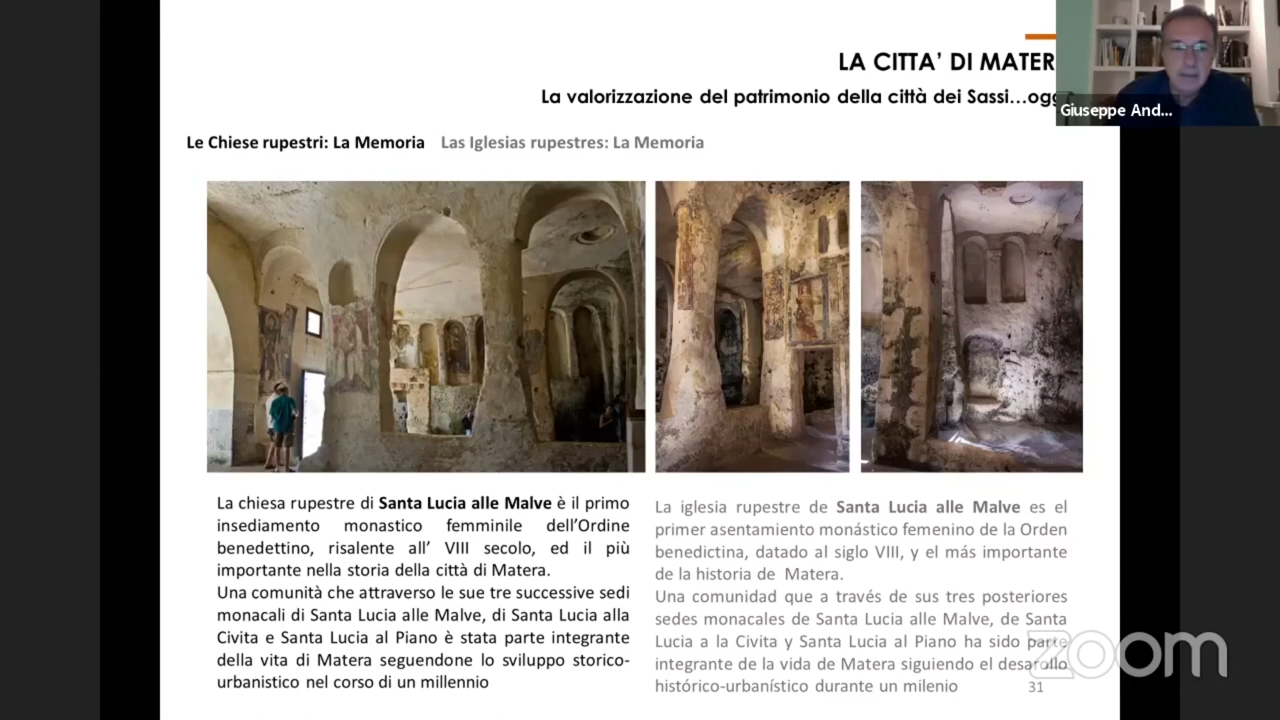 LA CITTA’ DI MATER
La valorizzazione del patrimonio della città dei Sassi...ogg
Giuseppe And...
Le Chiese rupestri: La Memoria Las Iglesias rupestres: La Memoria
La chiesa rupestre di Santa Lucia alle Malve è il primo
insediamento monastico femminile dell’Ordine
benedettino, risalente all’ VIII secolo, ed il più
importante nella storia della città di Matera.
Una comunità che attraverso le sue tre successive sedi
monacali di Santa Lucia alle Malve, di Santa Lucia alla
Civita e Santa Lucia al Piano è stata parte integrante
della vita di Matera seguendone lo sviluppo storico-
urbanistico nel corso di un millennio
La iglesia rupestre de Santa Lucia alle Malve es el
primer asentamiento monástico femenino de la Orden
benedictina, datado al siglo VIII, y el más importante
de la historia de Matera.
Una comunidad que a través de sus tres posteriores
sedes monacales de Santa Lucia alle Malve, de Santa
Lucia a la Civita y Santa Lucia al Piano ha sido parte
integrante de la vida de Matera siguiendo el desarollo
histórico-urbanístico durante un milenio
31
zoom